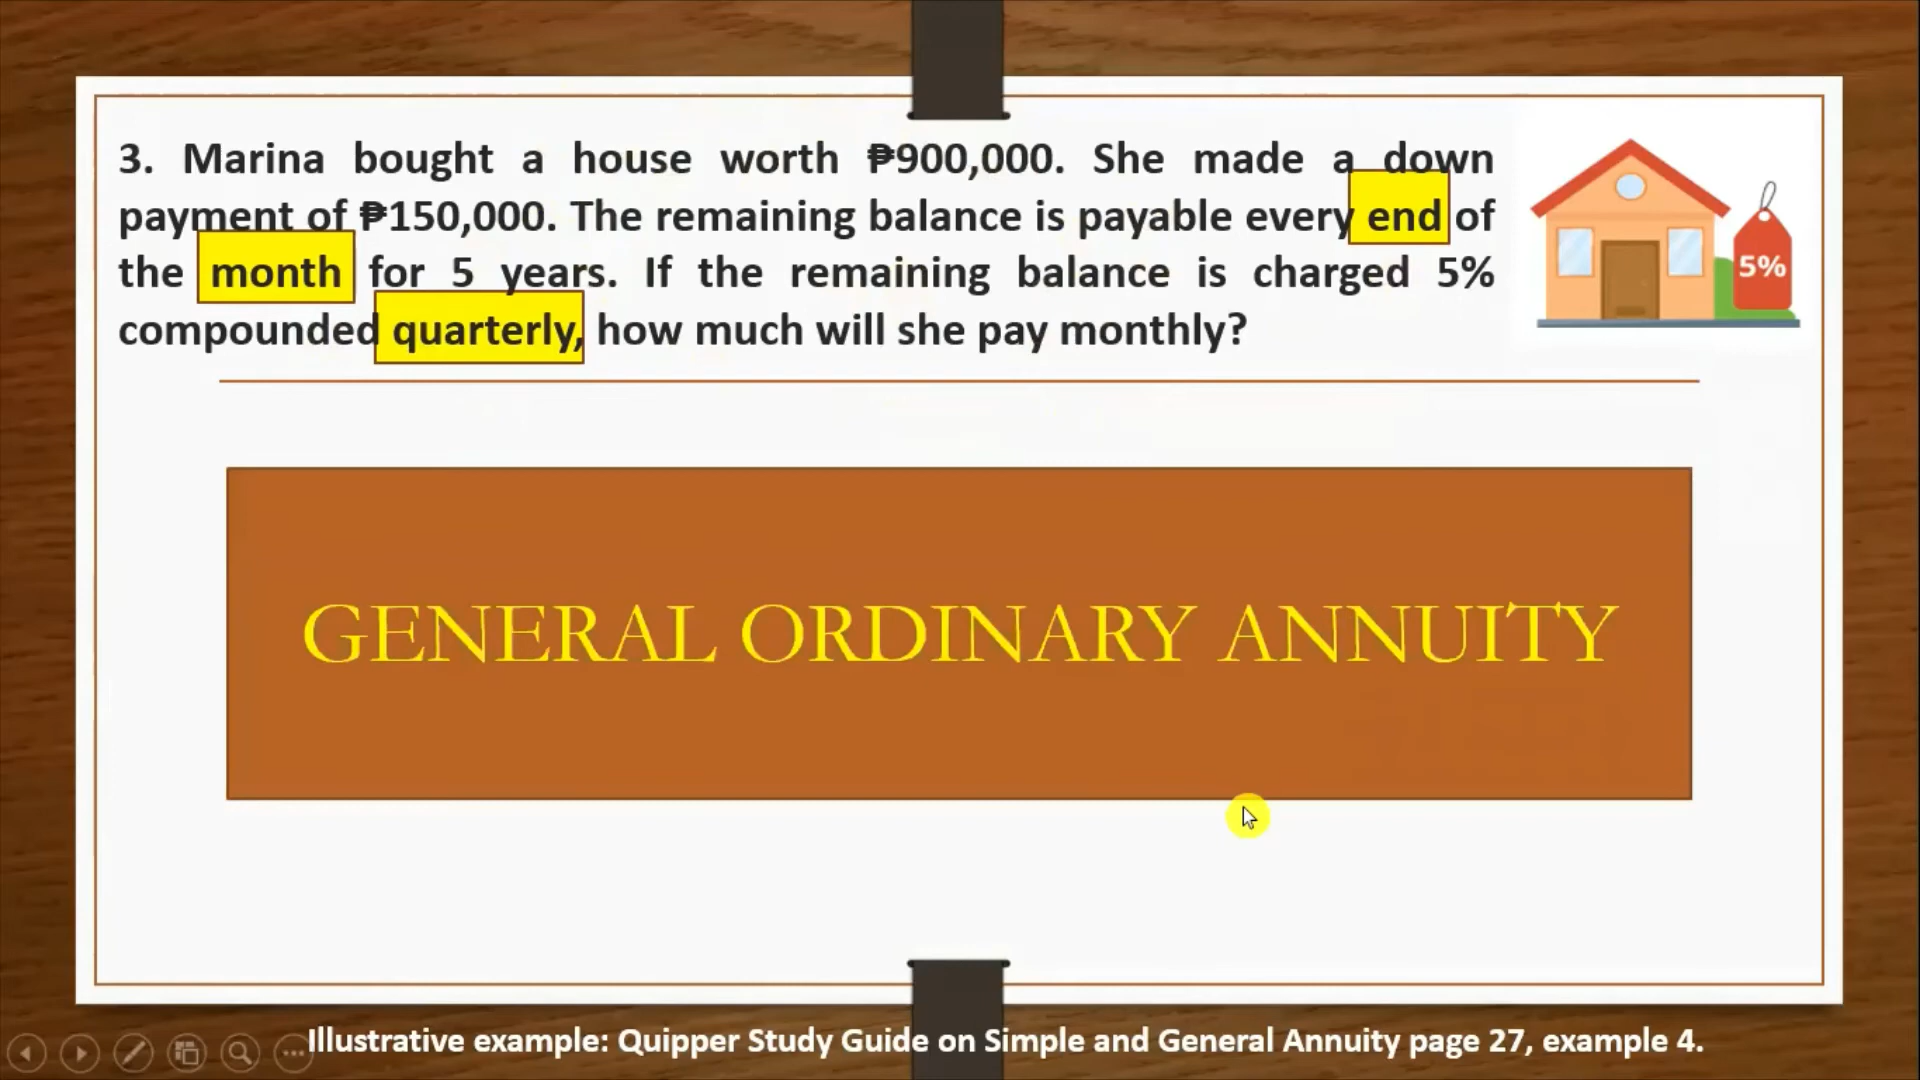 3. Marina bought a house worth ₱900,000. She made a down
payment of ₱150,000. The remaining balance is payable every end of
the month for 5 years. If the remaining balance is charged 5%
compounded quarterly, how much will she pay monthly?
5%
GENERAL ORDINARY ANNUITY
Illustrative example: Quipper Study Guide on Simple and General Annuity page 27, example 4.